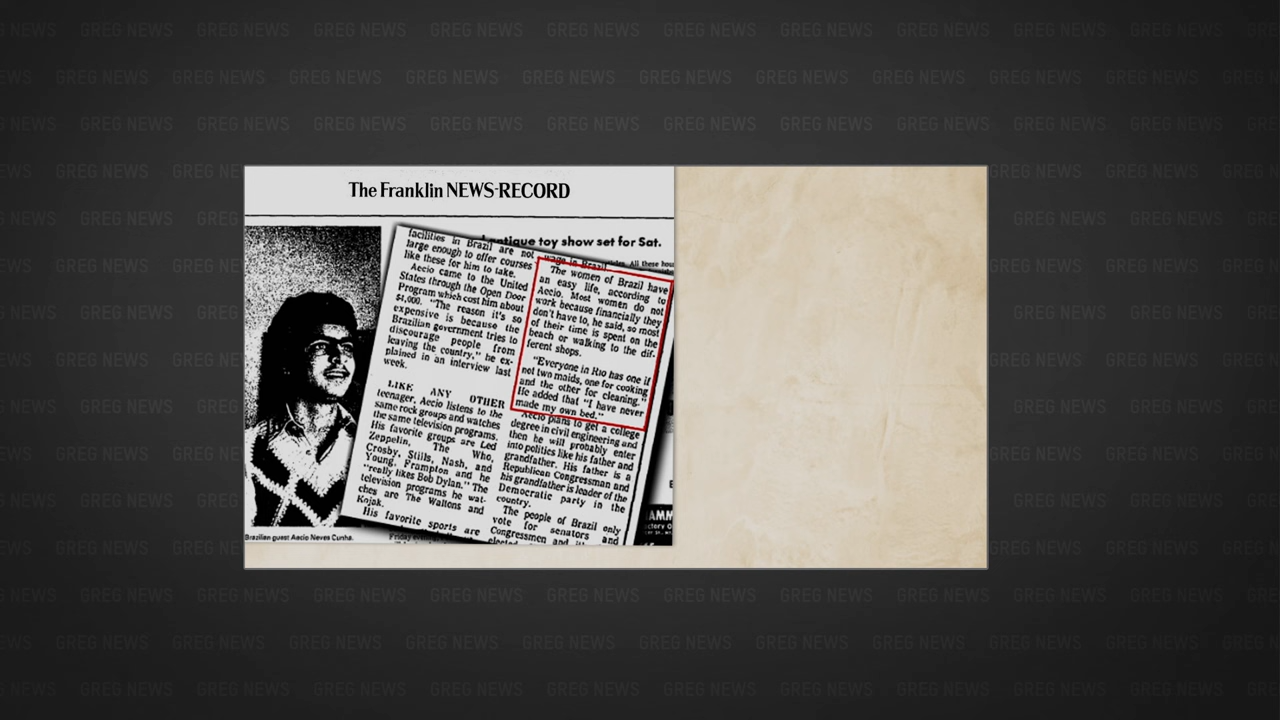 The Franklin NEWS-RECORD
antique toy show set for Sat.
facilities in Brazil are not
large enough to offer courses
like these for him to take.
Aecio came to the United
States through the Open Door
Program which cost him about
$4,000. "The reason it's so
expensive is because the
Brazilian government tries to
discourage people from
leaving the country," he ex-
plained in an interview last
week.
LIKE ANY OTHER
teenager, Aecio listens to the
same rock groups and watches
the same television programs.
His favorite groups are Led
Zeppelin, The Who,
Crosby, Stills, Nash, and
Young, Frampton and he
"really likes Bob Dylan." The
television programs he wat-
ches are The Waltons and
Kojak.
His favorite sports are
wage in Brazil.
The women of Brazil have
an easy life, according to
Aecio. Most women do not
work because financially they
don't have to, he said, so most
of their time is spent on the
beach or walking to the dif-
ferent shops.
"Everyone in Rio has one if
not two maids, one for cooking
and the other for cleaning."
He added that "I have never
made my own bed."
Aecio plans to get a college
degree in civil engineering and
then he will probably enter
into politics like his father and
grandfather. His father is a
Republican Congressman and
his grandfather is leader of the
Democratic party in the
country.
The people of Brazil only
vote for senators and
Congressmen and
All these
Brazilian guest Aecio Neves Cunha.
Friday
GREG NEWS